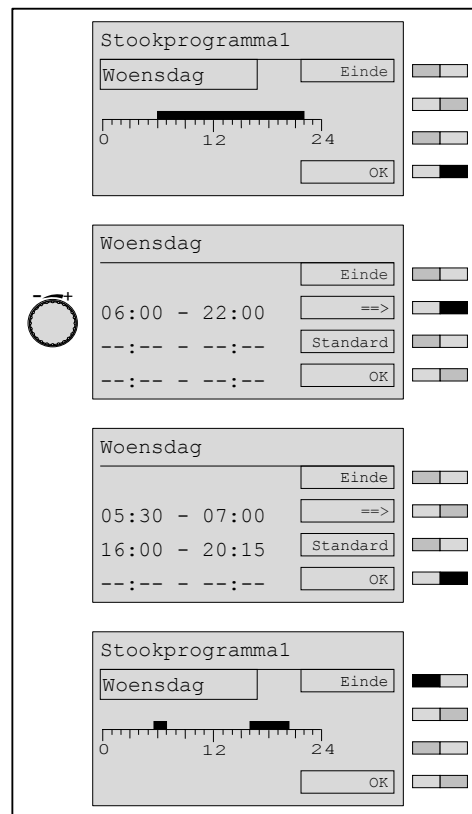 Stookprogramma1
Woensdag Einde
0 12 24
OK
Woensdag
Einde
- +
06:00 - 22:00 ==>
--:-- - --:-- Standard
--:-- - --:-- OK
Woensdag
Einde
05:30 - 07:00 ==>
16:00 - 20:15 Standard
--:-- - --:-- OK
Stookprogramma1
Woensdag Einde
0 12 24
OK